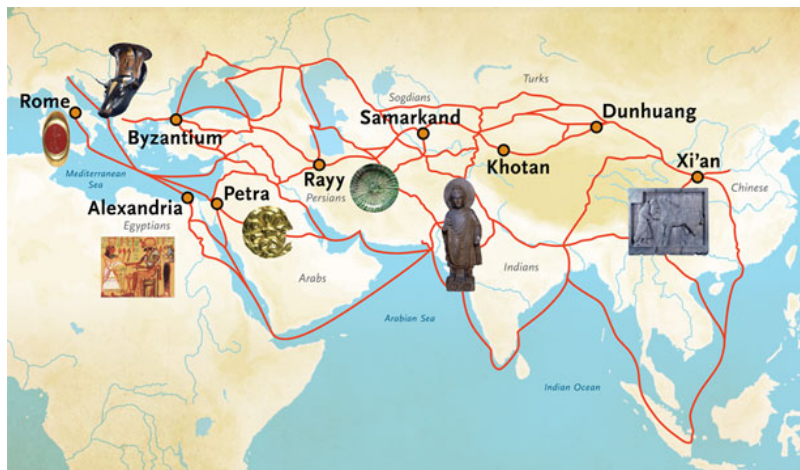 Turks
Sogdians
Rome
Samarkand
Dunhuang
Byzantium
Khotan
Xi'an
Rayy
Mediterranean
Sea
Persians
Chinese
Petra
Alexandria
Egyptians
Indians
Arabs
Arabian Sea
Indian Ocean